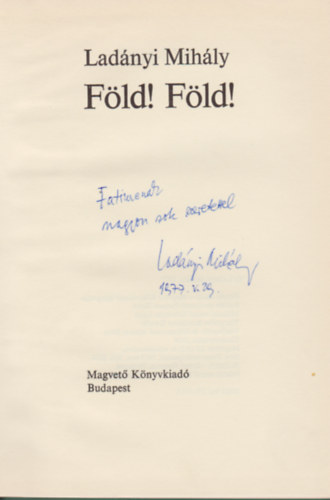 Ladányi Mihály
Föld! Föld!
nagyon sok szeretettel
Ladányi Mihály
Magvető Könyvkiadó
Budapest